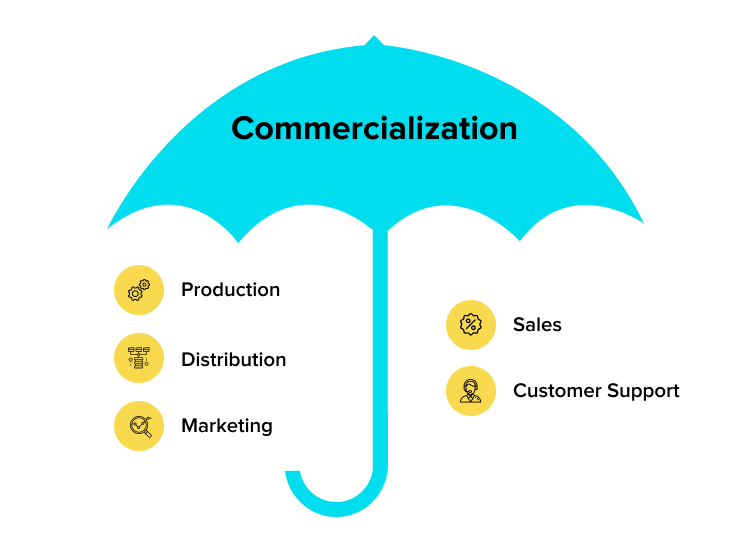 Commercialization
Production
Distribution
Marketing
Sales
Customer Support